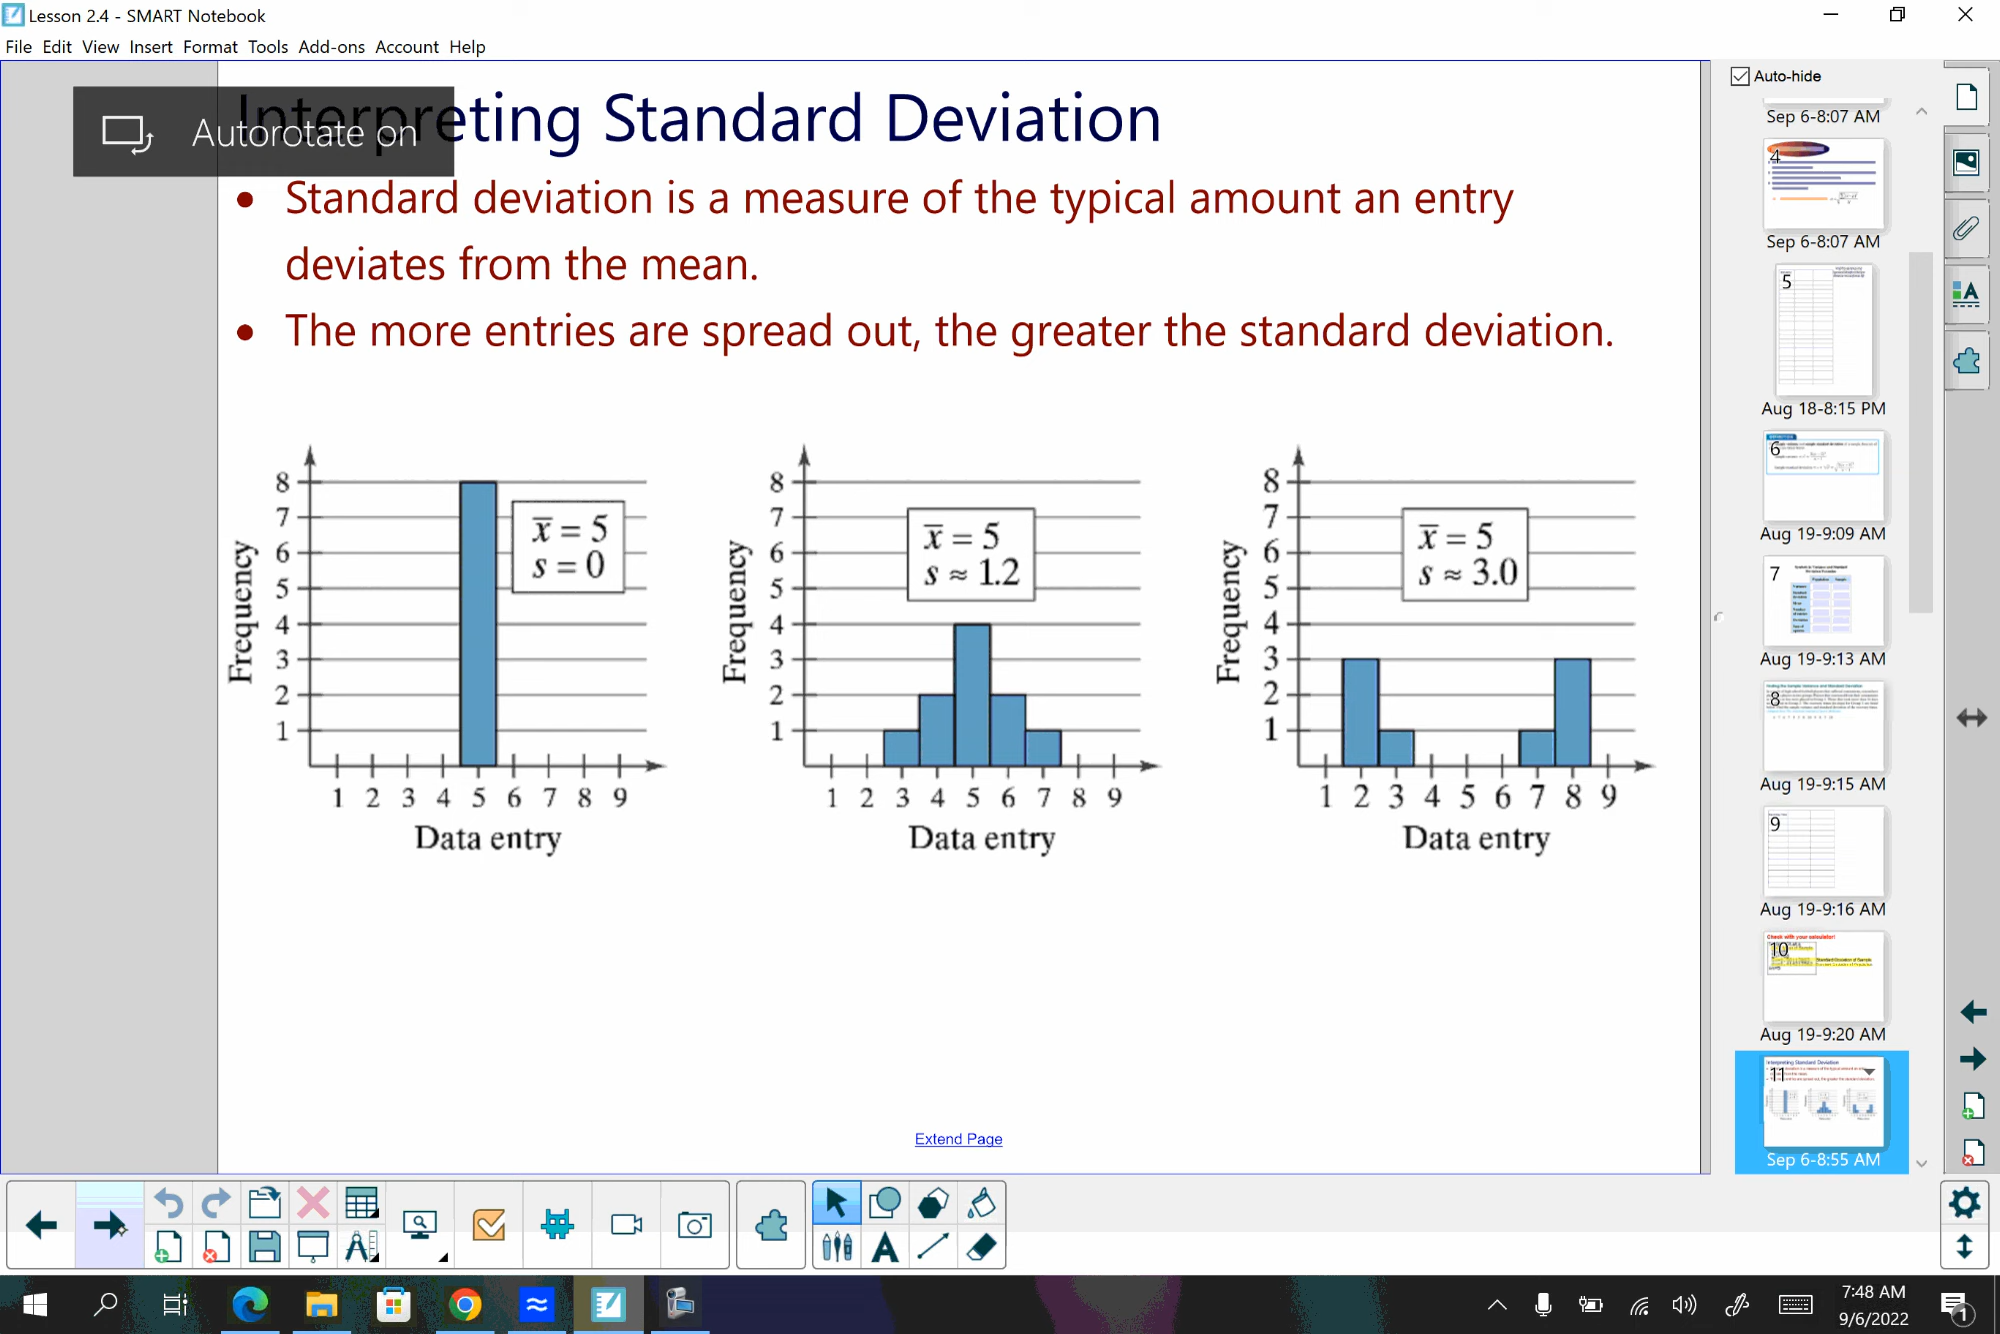 Lesson 2.4 - SMART Notebook
File Edit View Insert Format Tools Add-ons Account Help
Autorotate on
Interpreting Standard Deviation
• Standard deviation is a measure of the typical amount an entry
deviates from the mean.
• The more entries are spread out, the greater the standard deviation.
Frequency
8
7
6
5
4
3
2
1
x̅ = 5
s = 0
1 2 3 4 5 6 7 8 9
Data entry
Frequency
8
7
6
5
4
3
2
1
x̅ = 5
s ≈ 1.2
1 2 3 4 5 6 7 8 9
Data entry
Frequency
8
7
6
5
4
3
2
1
x̅ = 5
s ≈ 3.0
1 2 3 4 5 6 7 8 9
Data entry
Extend Page
Auto-hide
Sep 6-8:07 AM
4
Sep 6-8:07 AM
5
Aug 18-8:15 PM
6
Aug 19-9:09 AM
7
Aug 19-9:13 AM
8
Aug 19-9:15 AM
9
Aug 19-9:16 AM
Check with your calculator!
10
Aug 19-9:20 AM
Interpreting Standard Deviation
11
Sep 6-8:55 AM
7:48 AM
9/6/2022
1